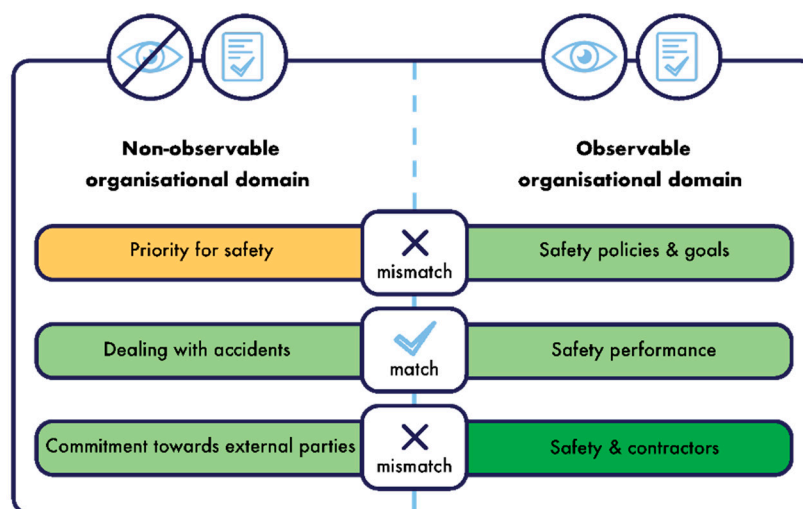 Non-observable
organisational domain
Observable
organisational domain
Priority for safety
mismatch
Safety policies & goals
Dealing with accidents
match
Safety performance
Commitment towards external parties
mismatch
Safety & contractors